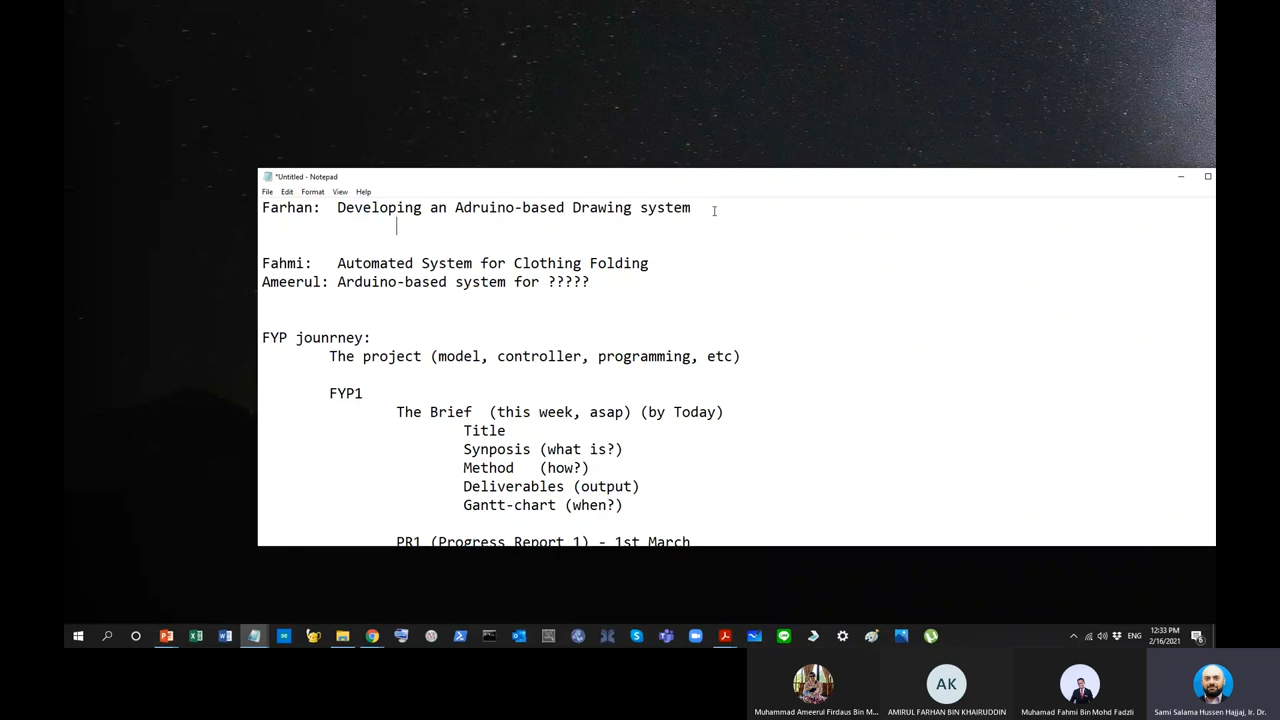 *Untitled - Notepad
File Edit Format View Help
Farhan: Developing an Adruino-based Drawing system
Fahmi: Automated System for Clothing Folding
Ameerul: Arduino-based system for ?????
FYP jounrney:
The project (model, controller, programming, etc)
FYP1
The Brief (this week, asap) (by Today)
Title
Synposis (what is?)
Method (how?)
Deliverables (output)
Gantt-chart (when?)
PR1 (Progress Report 1) - 1st March
ENG
12:33 PM
2/16/2021
AK
Muhammad Ameerul Firdaus Bin M...
AMIRUL FARHAN BIN KHAIRUDDIN
Muhamad Fahmi Bin Mohd Fadzli
Sami Salama Hussen Hajjaj, Ir. Dr.